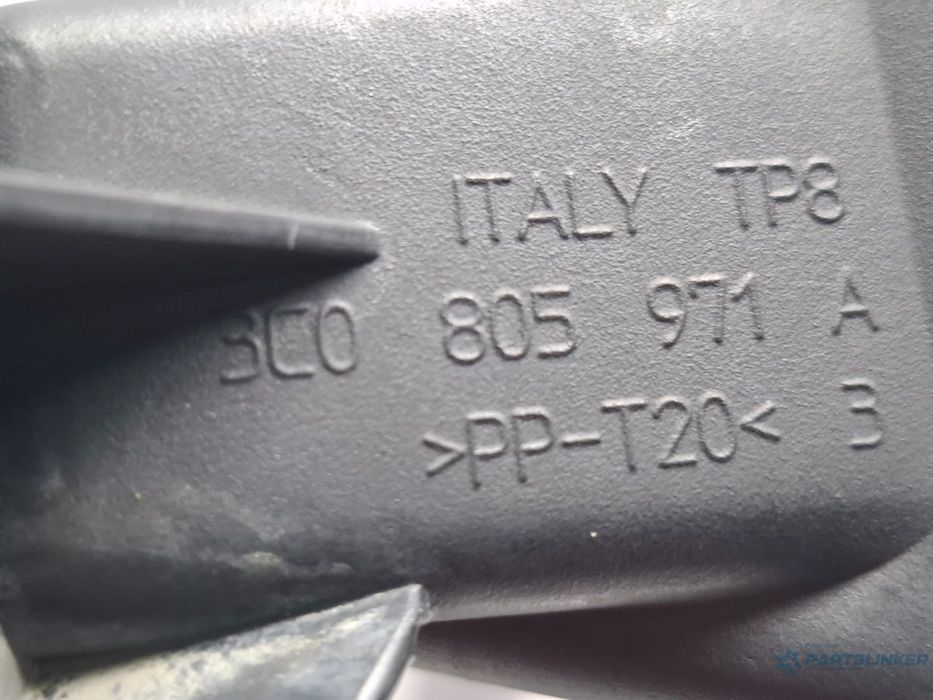 ITALY TP8
3C0 805 971 A
>PP-T20< 3
PARTSLINKER